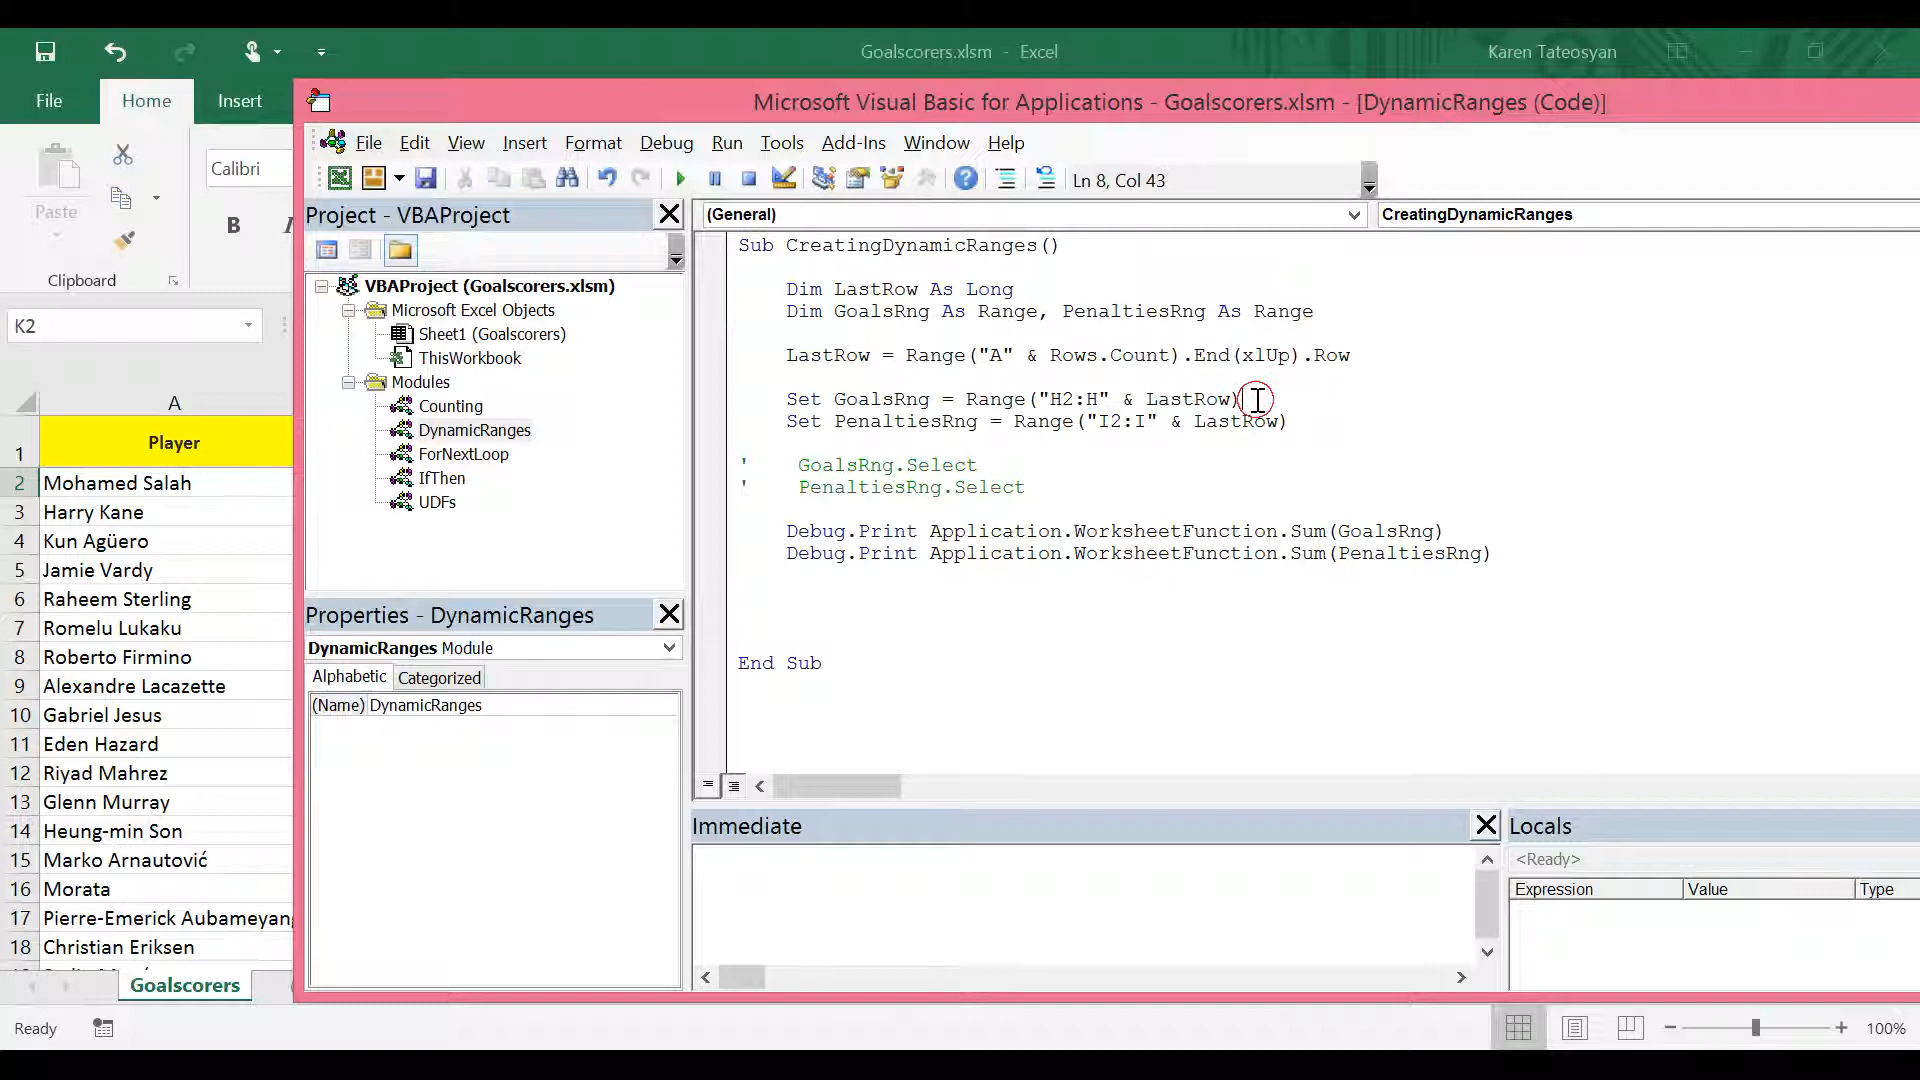 Goalscorers.xlsm - Excel
Karen Tateosyan
File
Home
Insert
Microsoft Visual Basic for Applications - Goalscorers.xlsm - [DynamicRanges (Code)]
File Edit View Insert Format Debug Run Tools Add-Ins Window Help
Ln 8, Col 43
Paste
Calibri
B
I
Clipboard
K2
A
1 Player
2 Mohamed Salah
3 Harry Kane
4 Kun Agüero
5 Jamie Vardy
6 Raheem Sterling
7 Romelu Lukaku
8 Roberto Firmino
9 Alexandre Lacazette
10 Gabriel Jesus
11 Eden Hazard
12 Riyad Mahrez
13 Glenn Murray
14 Heung-min Son
15 Marko Arnautović
16 Morata
17 Pierre-Emerick Aubameyang
18 Christian Eriksen
Goalscorers
Ready
100%
Project - VBAProject
VBAProject (Goalscorers.xlsm)
Microsoft Excel Objects
Sheet1 (Goalscorers)
ThisWorkbook
Modules
Counting
DynamicRanges
ForNextLoop
IfThen
UDFs
Properties - DynamicRanges
DynamicRanges Module
Alphabetic
Categorized
(Name) DynamicRanges
(General)
CreatingDynamicRanges
Sub CreatingDynamicRanges()
Dim LastRow As Long
Dim GoalsRng As Range, PenaltiesRng As Range
LastRow = Range("A" & Rows.Count).End(xlUp).Row
Set GoalsRng = Range("H2:H" & LastRow)
Set PenaltiesRng = Range("I2:I" & LastRow)
' GoalsRng.Select
' PenaltiesRng.Select
Debug.Print Application.WorksheetFunction.Sum(GoalsRng)
Debug.Print Application.WorksheetFunction.Sum(PenaltiesRng)
End Sub
Immediate
Locals
<Ready>
Expression Value Type